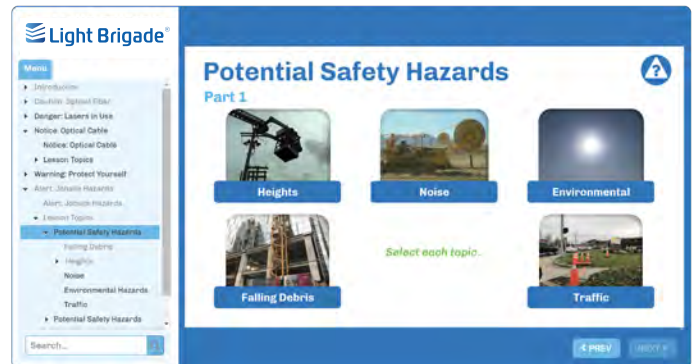 Light Brigade®
Menu
Introduction
Caution: Optical Fiber
Danger: Lasers in Use
Notice: Optical Cable
Notice: Optical Cable
Lesson Topics
Warning: Protect Yourself
Alert: Jobsite Hazards
Alert: Jobsite Hazards
Lesson Topics
Potential Safety Hazards
Falling Debris
Heights
Noise
Environmental Hazards
Traffic
Potential Safety Hazards
Search...
Potential Safety Hazards
?
Part 1
Heights
Noise
Environmental
Select each topic.
Falling Debris
Traffic
< PREV
NEXT >